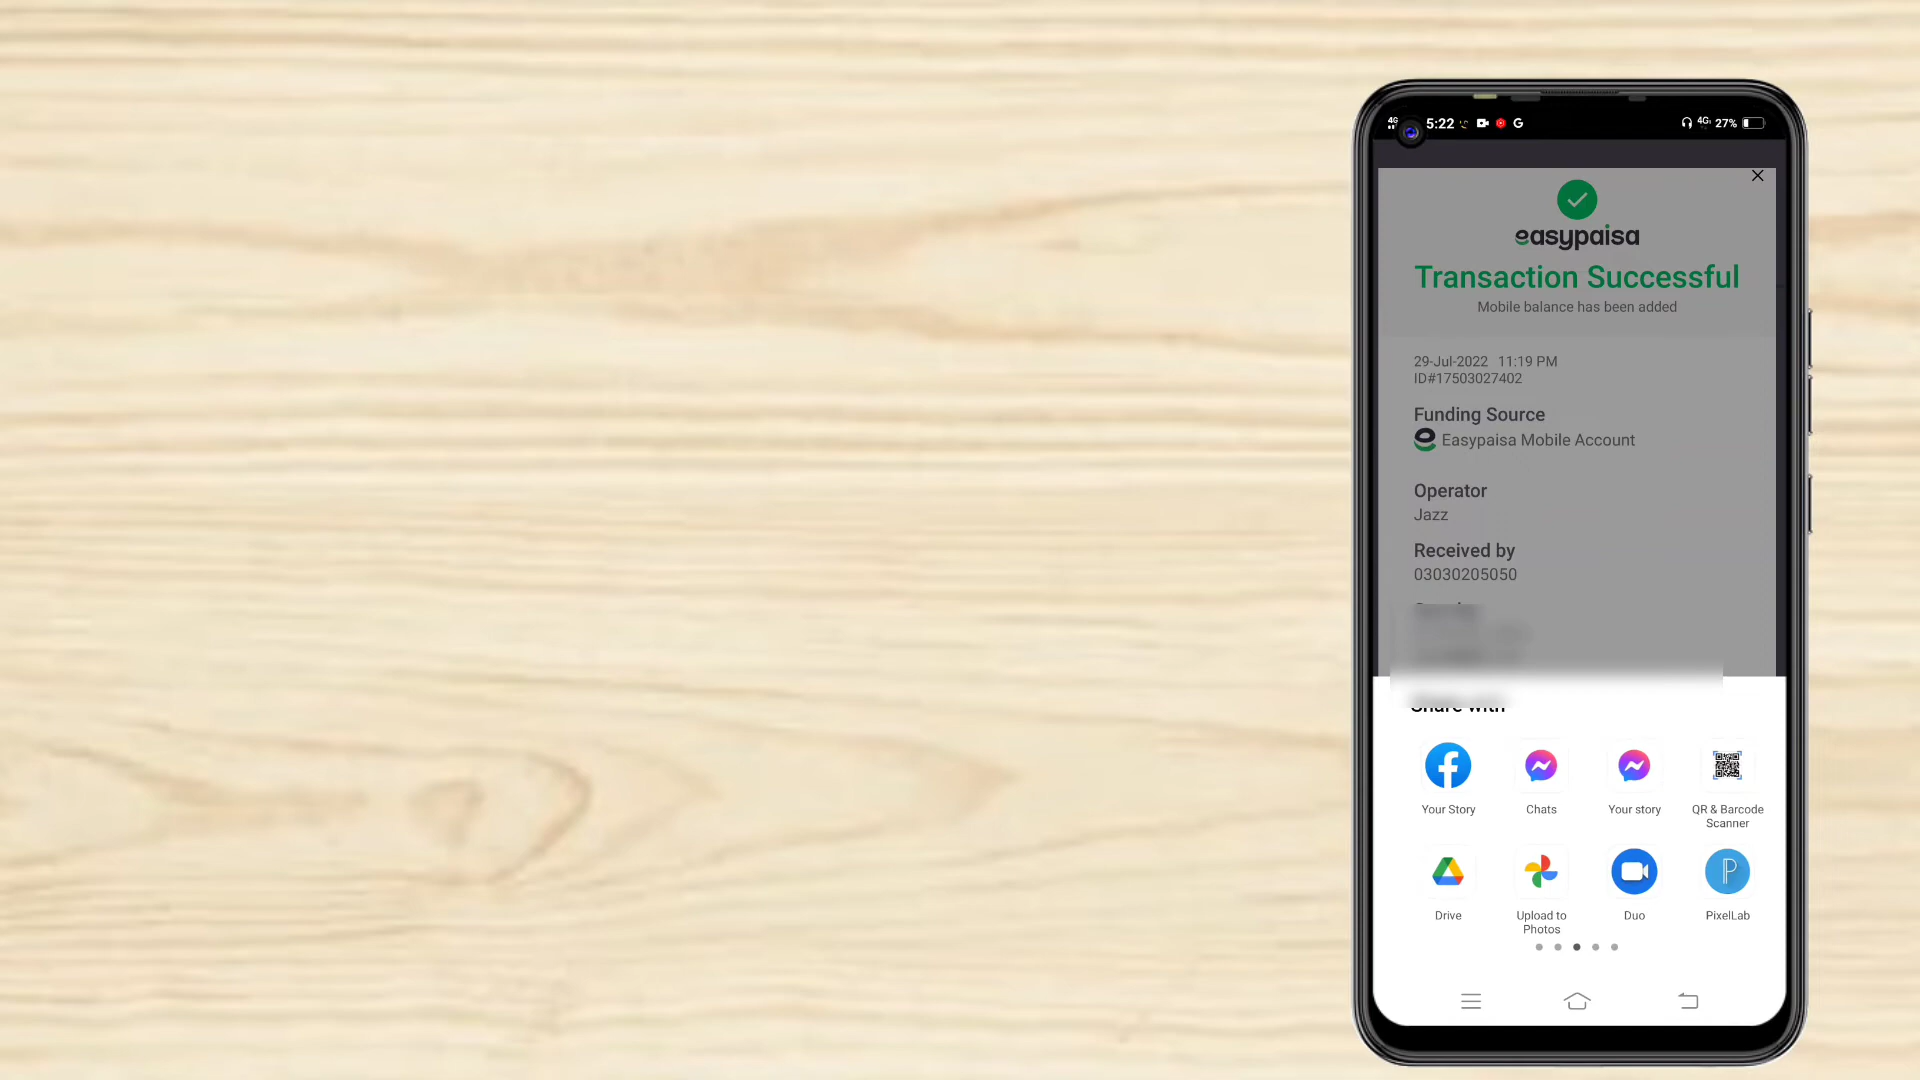 4G 5:22 G 4G 27%
easypaisa
Transaction Successful
Mobile balance has been added
29-Jul-2022 11:19 PM
ID#17503027402
Funding Source
Easypaisa Mobile Account
Operator
Jazz
Received by
03030205050
Share with
Your Story
Chats
Your story
QR & Barcode
Scanner
Drive
Upload to
Photos
Duo
PixelLab